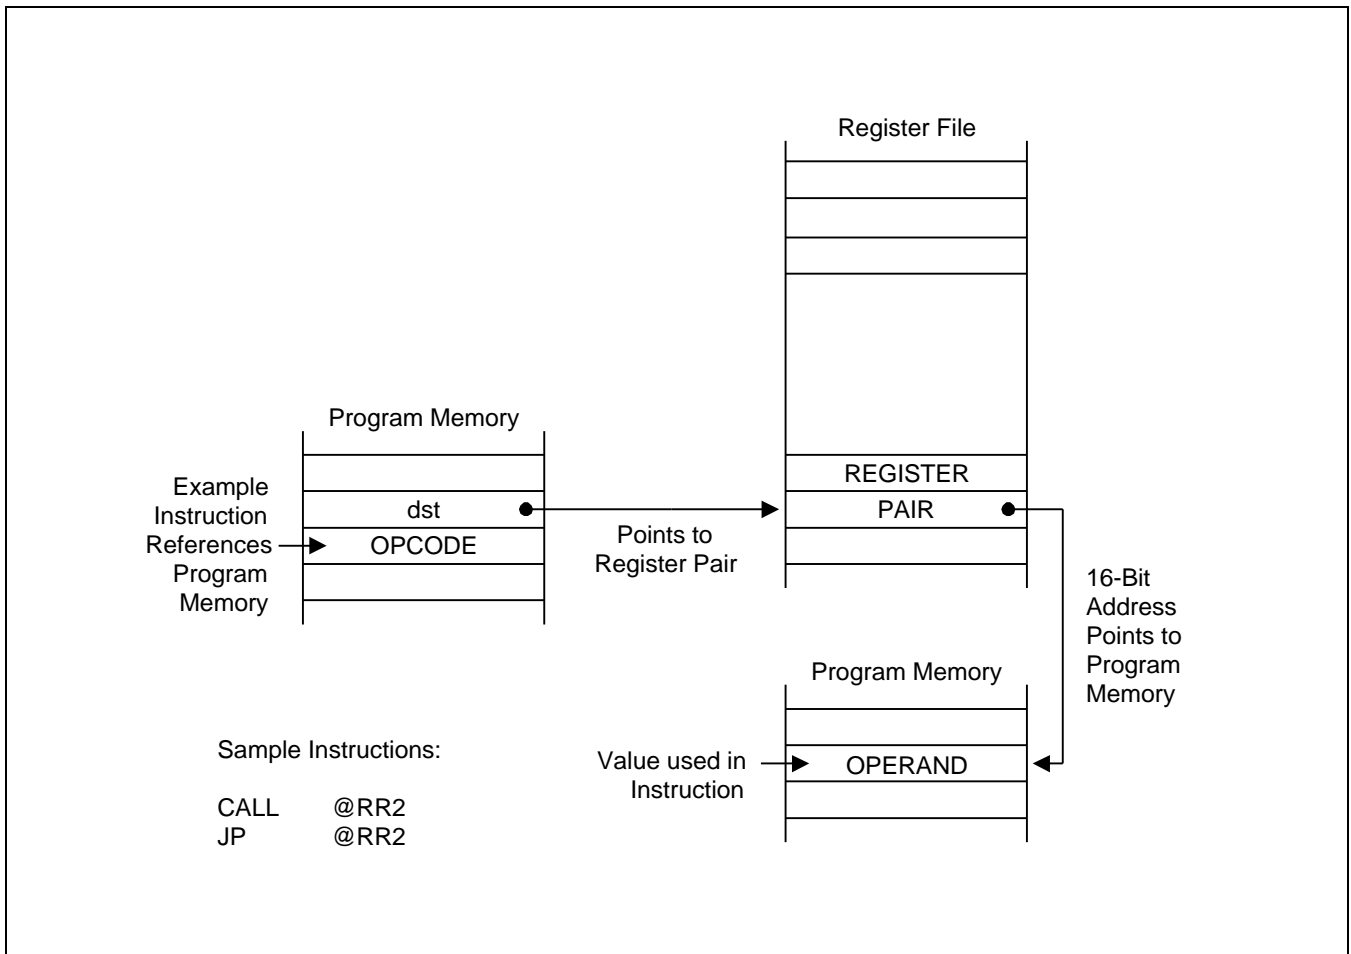 Register File
Program Memory
REGISTER
Example
Instruction
References
Program
Memory
dst
OPCODE
Points to
Register Pair
PAIR
16-Bit
Address
Points to
Program
Memory
Program Memory
Sample Instructions:
CALL @RR2
JP @RR2
Value used in
Instruction
OPERAND